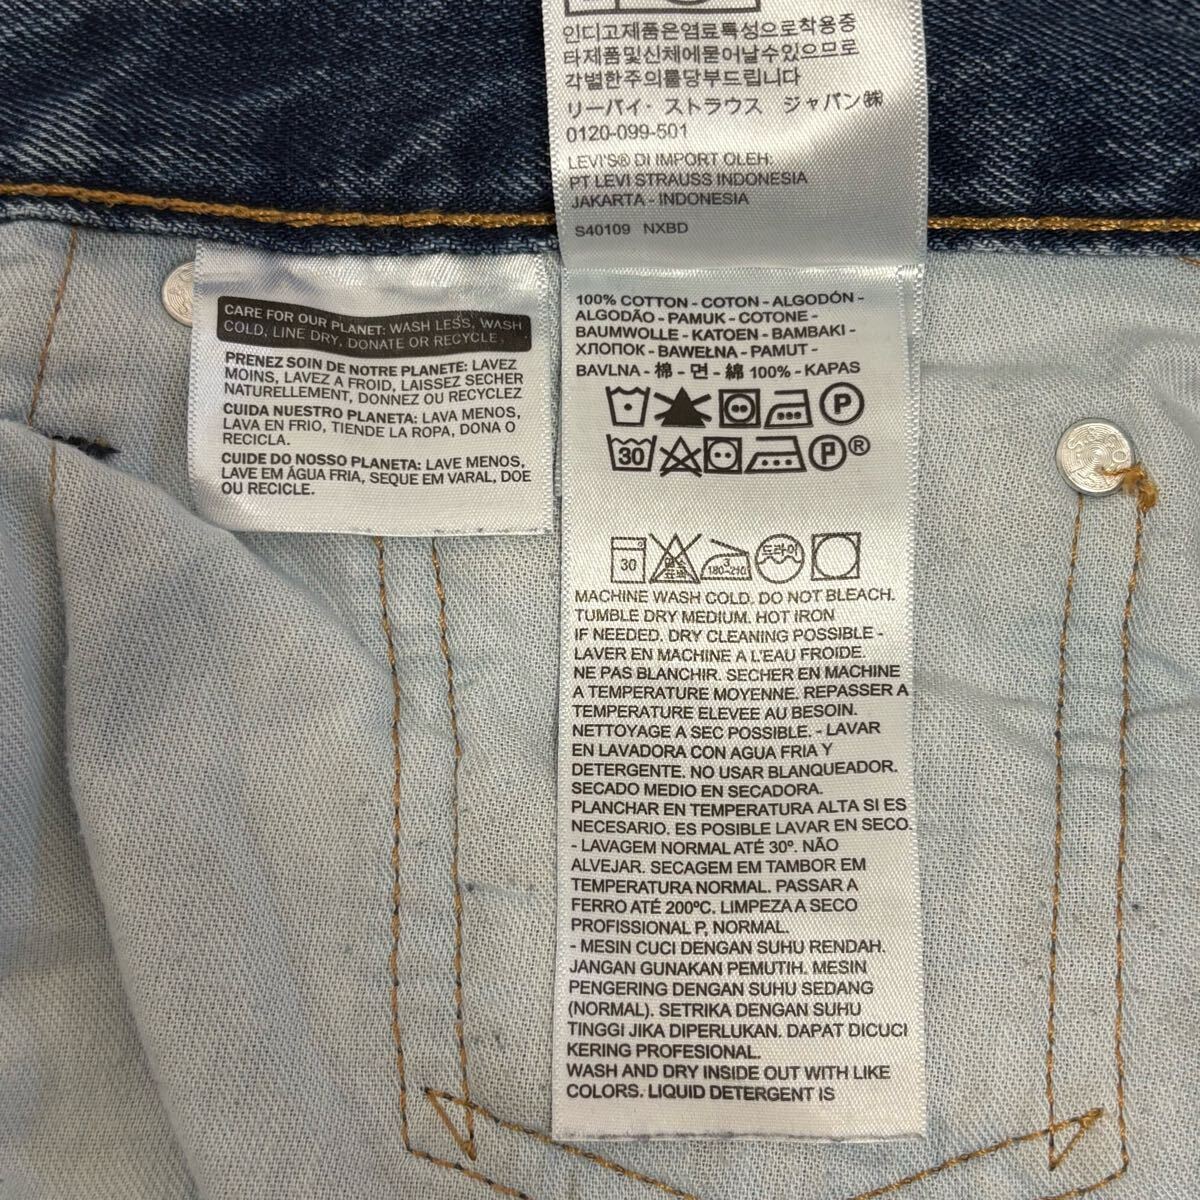 인디고제품은염료특성으로착용중
타제품및신체에묻어날수있으므로
각별한주의를당부드립니다
リーバイ・ストラウス ジャパン㈱
0120-099-501
LEVI'S® DI IMPORT OLEH:
PT LEVI STRAUSS INDONESIA
JAKARTA - INDONESIA
S40109 NXBD
CARE FOR OUR PLANET: WASH LESS, WASH
COLD, LINE DRY, DONATE OR RECYCLE.
PRENEZ SOIN DE NOTRE PLANETE: LAVEZ
MOINS, LAVEZ A FROID, LAISSEZ SECHER
NATURELLEMENT, DONNEZ OU RECYCLEZ
CUIDA NUESTRO PLANETA: LAVA MENOS,
LAVA EN FRIO, TIENDE LA ROPA, DONA O
RECICLA.
CUIDE DO NOSSO PLANETA: LAVE MENOS,
LAVE EM ÁGUA FRIA, SEQUE EM VARAL, DOE
OU RECICLE.
100% COTTON - COTON - ALGODÓN -
ALGODÃO - PAMUK - COTONE -
BAUMWOLLE - KATOEN - BAMBAKI -
ХЛОПОК - BAWEŁNA - PAMUT -
BAVLNA - 棉 - 면 - 綿 100% - KAPAS
P
30 P ®
30 염소표백 180~210 드라이
MACHINE WASH COLD. DO NOT BLEACH.
TUMBLE DRY MEDIUM. HOT IRON
IF NEEDED. DRY CLEANING POSSIBLE -
LAVER EN MACHINE A L'EAU FROIDE.
NE PAS BLANCHIR. SECHER EN MACHINE
A TEMPERATURE MOYENNE. REPASSER A
TEMPERATURE ELEVEE AU BESOIN.
NETTOYAGE A SEC POSSIBLE. - LAVAR
EN LAVADORA CON AGUA FRIA Y
DETERGENTE. NO USAR BLANQUEADOR.
SECADO MEDIO EN SECADORA.
PLANCHAR EN TEMPERATURA ALTA SI ES
NECESARIO. ES POSIBLE LAVAR EN SECO.
- LAVAGEM NORMAL ATÉ 30º. NÃO
ALVEJAR. SECAGEM EM TAMBOR EM
TEMPERATURA NORMAL. PASSAR A
FERRO ATÉ 200ºC. LIMPEZA A SECO
PROFISSIONAL P, NORMAL.
- MESIN CUCI DENGAN SUHU RENDAH.
JANGAN GUNAKAN PEMUTIH. MESIN
PENGERING DENGAN SUHU SEDANG
(NORMAL). SETRIKA DENGAN SUHU
TINGGI JIKA DIPERLUKAN. DAPAT DICUCI
KERING PROFESIONAL.
WASH AND DRY INSIDE OUT WITH LIKE
COLORS. LIQUID DETERGENT IS